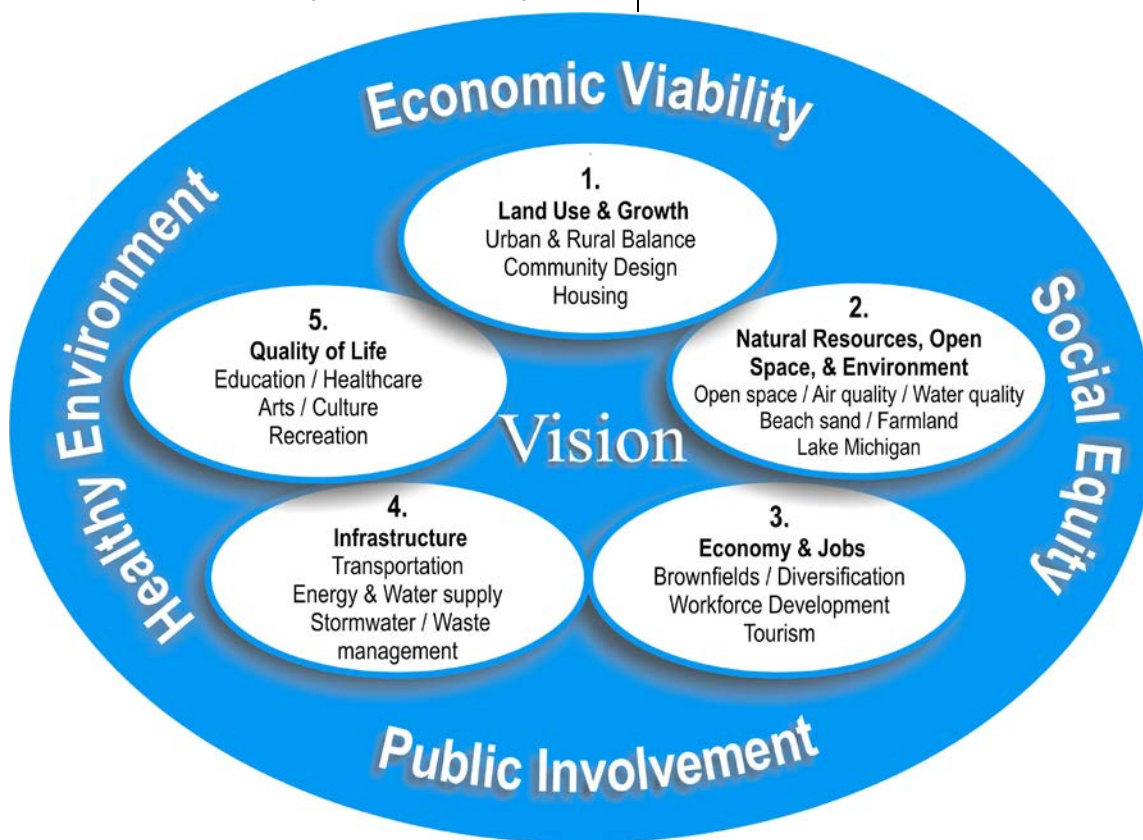 Economic Viability
1.
Land Use & Growth
Urban & Rural Balance
Community Design
Housing
2.
Natural Resources, Open
Space, & Environment
Open space / Air quality / Water quality
Beach sand / Farmland
Lake Michigan
Social Equity
3.
Economy & Jobs
Brownfields / Diversification
Workforce Development
Tourism
4.
Infrastructure
Transportation
Energy & Water supply
Stormwater / Waste
management
5.
Quality of Life
Education / Healthcare
Arts / Culture
Recreation
Vision
Healthy Environment
Public Involvement